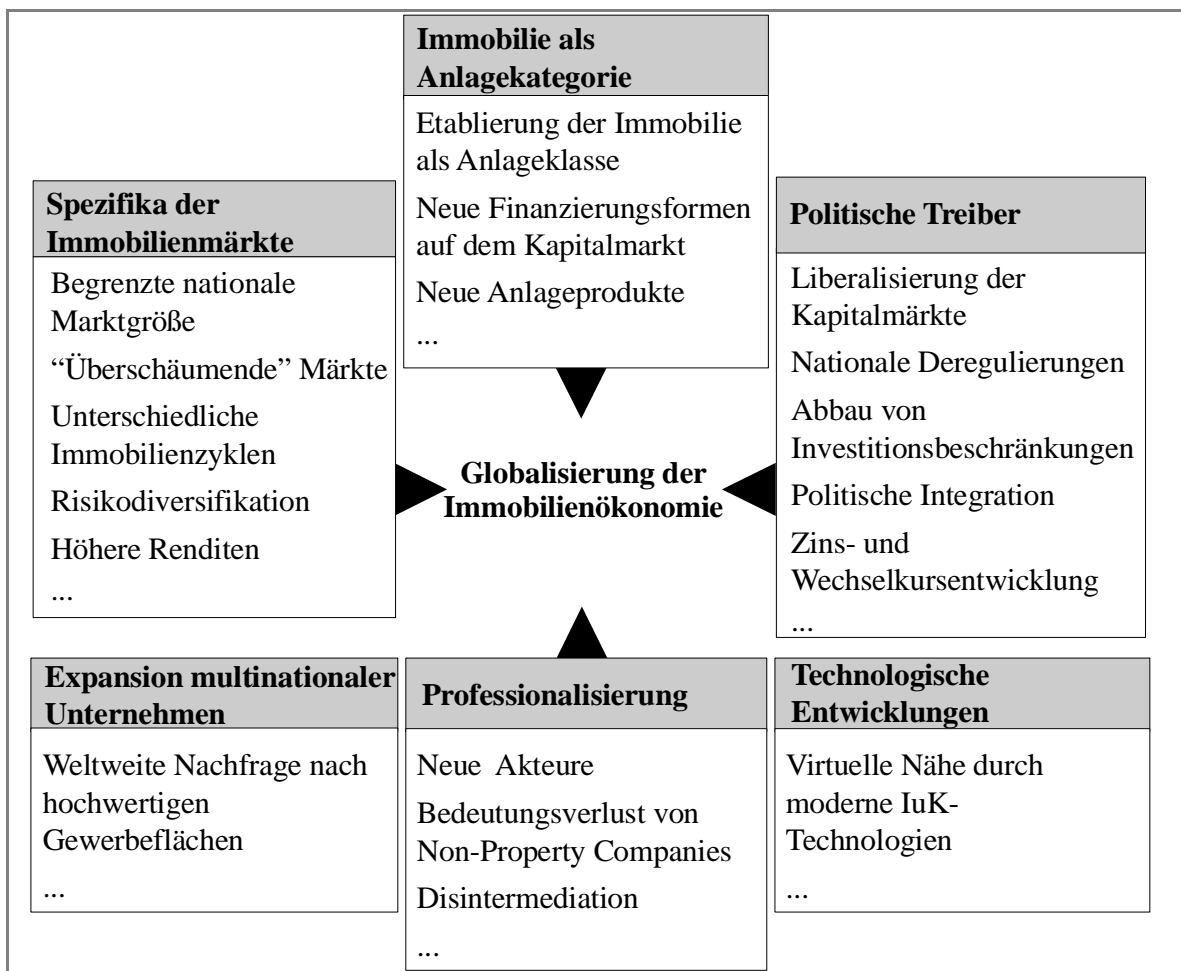 Immobilie als
Anlagekategorie
Etablierung der Immobilie
als Anlageklasse
Neue Finanzierungsformen
auf dem Kapitalmarkt
Neue Anlageprodukte
...
Spezifika der
Immobilienmärkte
Begrenzte nationale
Marktgröße
“Überschäumende” Märkte
Unterschiedliche
Immobilienzyklen
Risikodiversifikation
Höhere Renditen
...
Globalisierung der
Immobilienökonomie
Politische Treiber
Liberalisierung der
Kapitalmärkte
Nationale Deregulierungen
Abbau von
Investitionsbeschränkungen
Politische Integration
Zins- und
Wechselkursentwicklung
...
Expansion multinationaler
Unternehmen
Weltweite Nachfrage nach
hochwertigen
Gewerbeflächen
...
Professionalisierung
Neue Akteure
Bedeutungsverlust von
Non-Property Companies
Disintermediation
...
Technologische
Entwicklungen
Virtuelle Nähe durch
moderne IuK-
Technologien
...